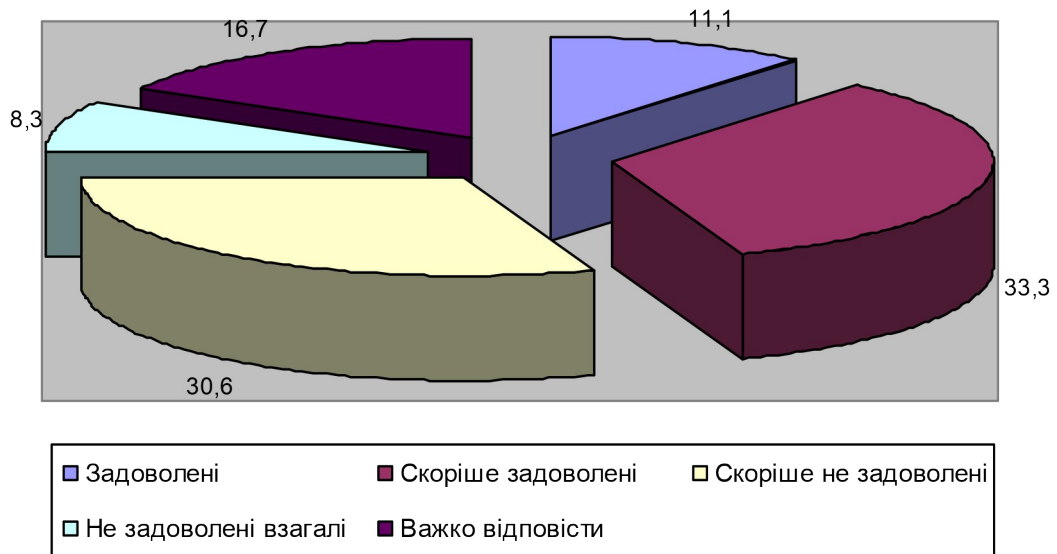 16,7
11,1
8,3
33,3
30,6
Задоволені Скоріше задоволені Скоріше не задоволені
Не задоволені взагалі Важко відповісти